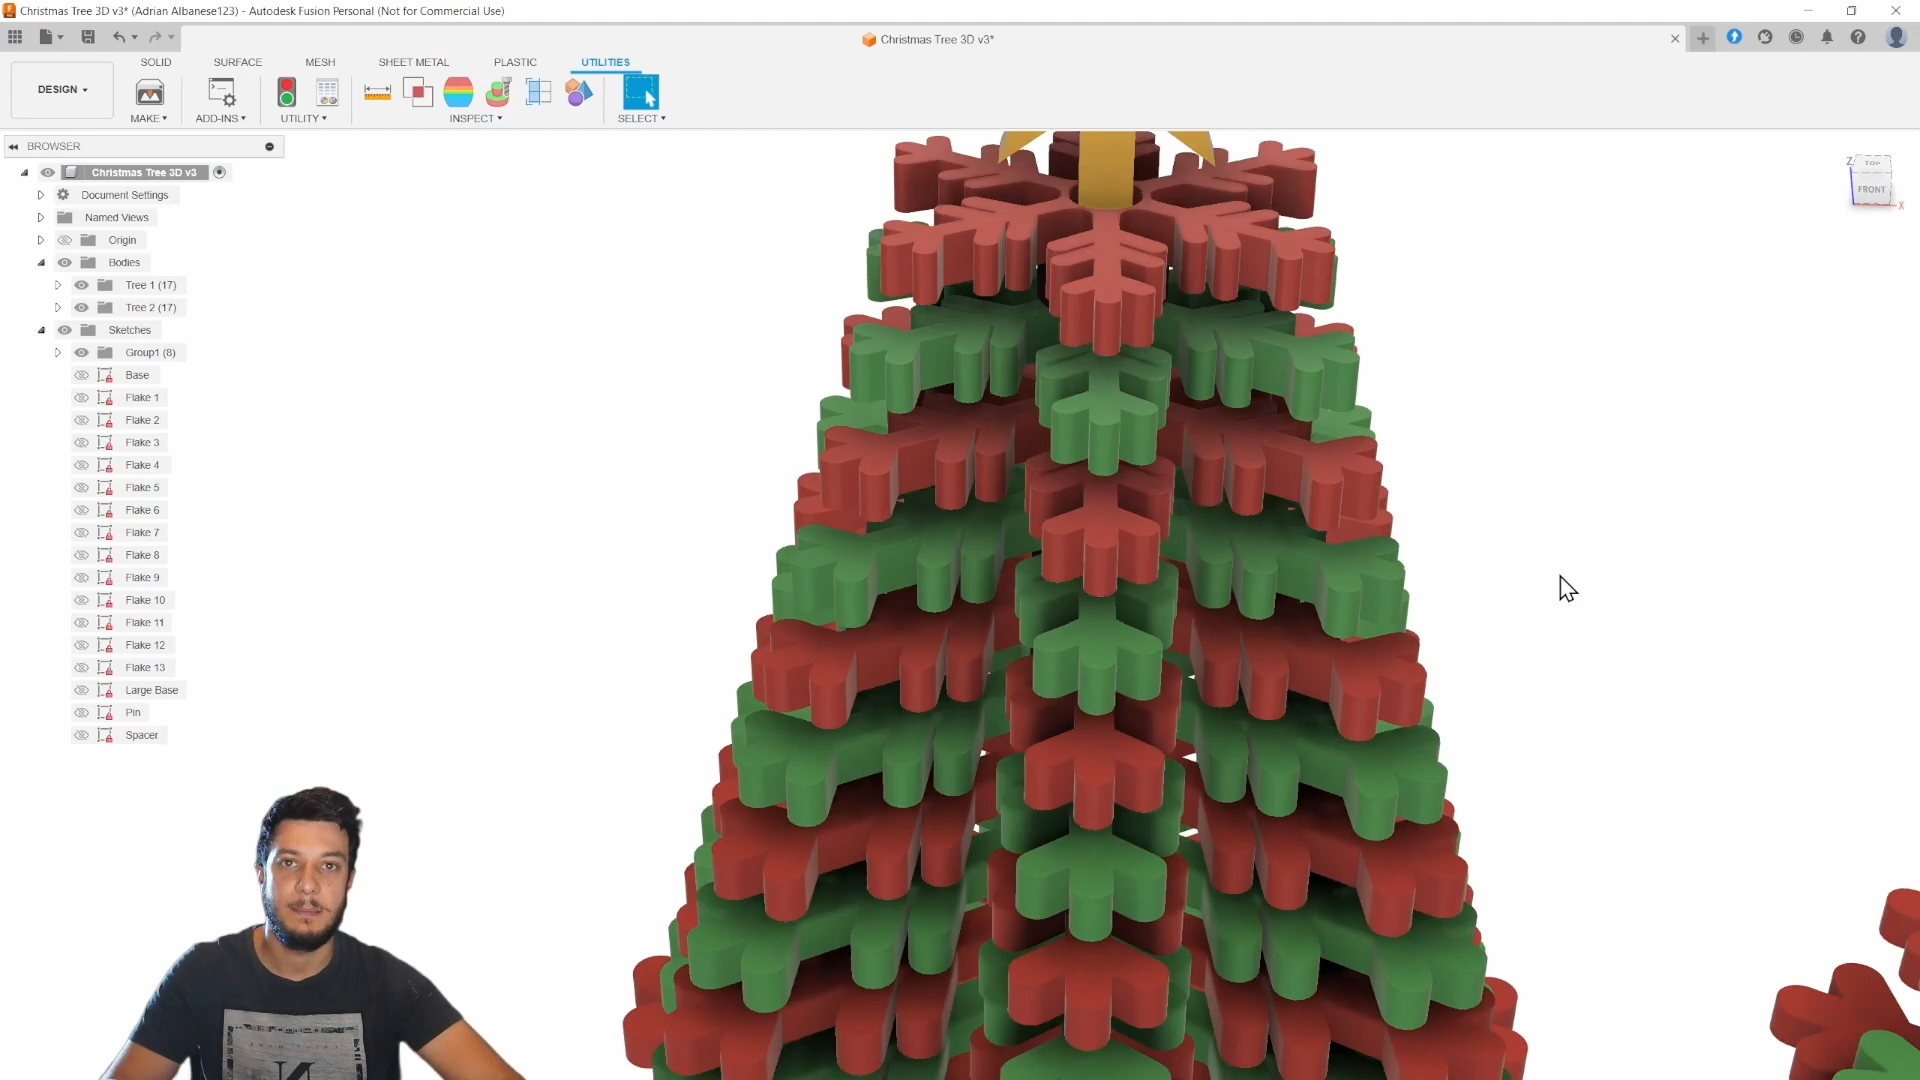 Christmas Tree 3D v3* (Adrian Albanese123) - Autodesk Fusion Personal (Not for Commercial Use)
Christmas Tree 3D v3*
SOLID SURFACE MESH SHEET METAL PLASTIC UTILITIES
DESIGN
MAKE ADD-INS UTILITY INSPECT SELECT
BROWSER
Christmas Tree 3D v3
Document Settings
Named Views
Origin
Bodies
Tree 1 (17)
Tree 2 (17)
Sketches
Group1 (8)
Base
Flake 1
Flake 2
Flake 3
Flake 4
Flake 5
Flake 6
Flake 7
Flake 8
Flake 9
Flake 10
Flake 11
Flake 12
Flake 13
Large Base
Pin
Spacer
Z
TOP
FRONT
X